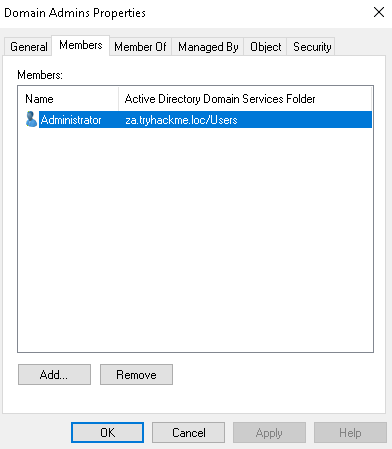 Domain Admins Properties
General Members Member Of Managed By Object Security
Members:
Name Active Directory Domain Services Folder
Administrator za.tryhackme.loc/Users
Add... Remove
OK Cancel Apply Help